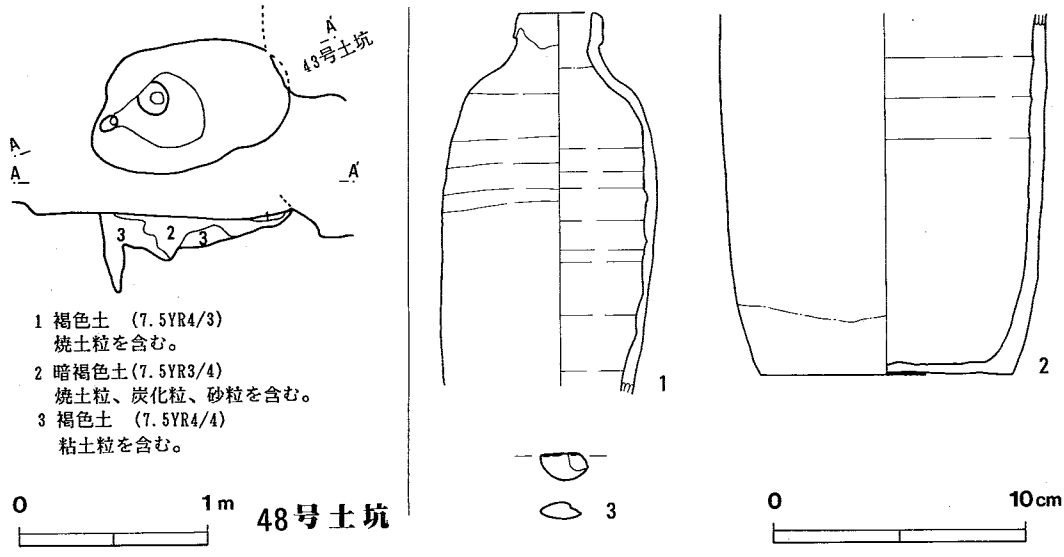 A'
43号土坑
A
A
A'
1
3
2
3
1 褐色土 (7.5YR4/3)
焼土粒を含む。
2 暗褐色土(7.5YR3/4)
焼土粒、炭化粒、砂粒を含む。
3 褐色土 (7.5YR4/4)
粘土粒を含む。
0 1m
48号土坑
1
2
3
0 10cm